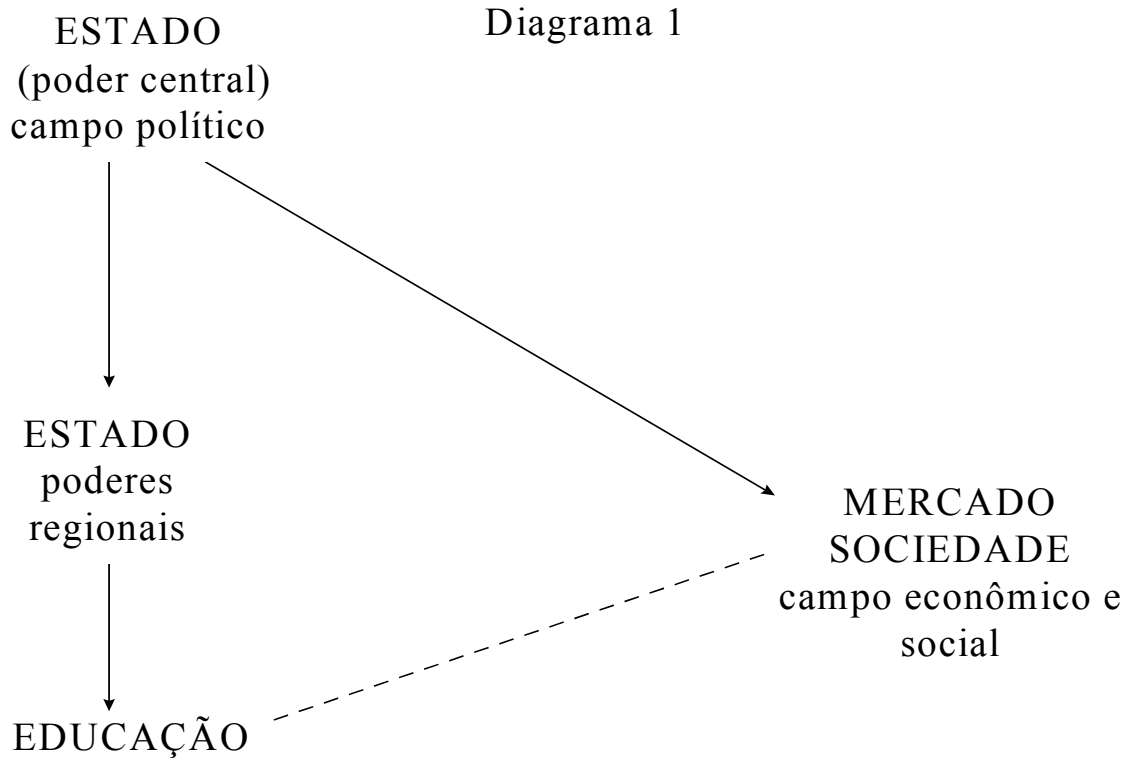 Diagrama 1
ESTADO
(poder central)
campo político
ESTADO
poderes
regionais
MERCADO
SOCIEDADE
campo econômico e
social
EDUCAÇÃO